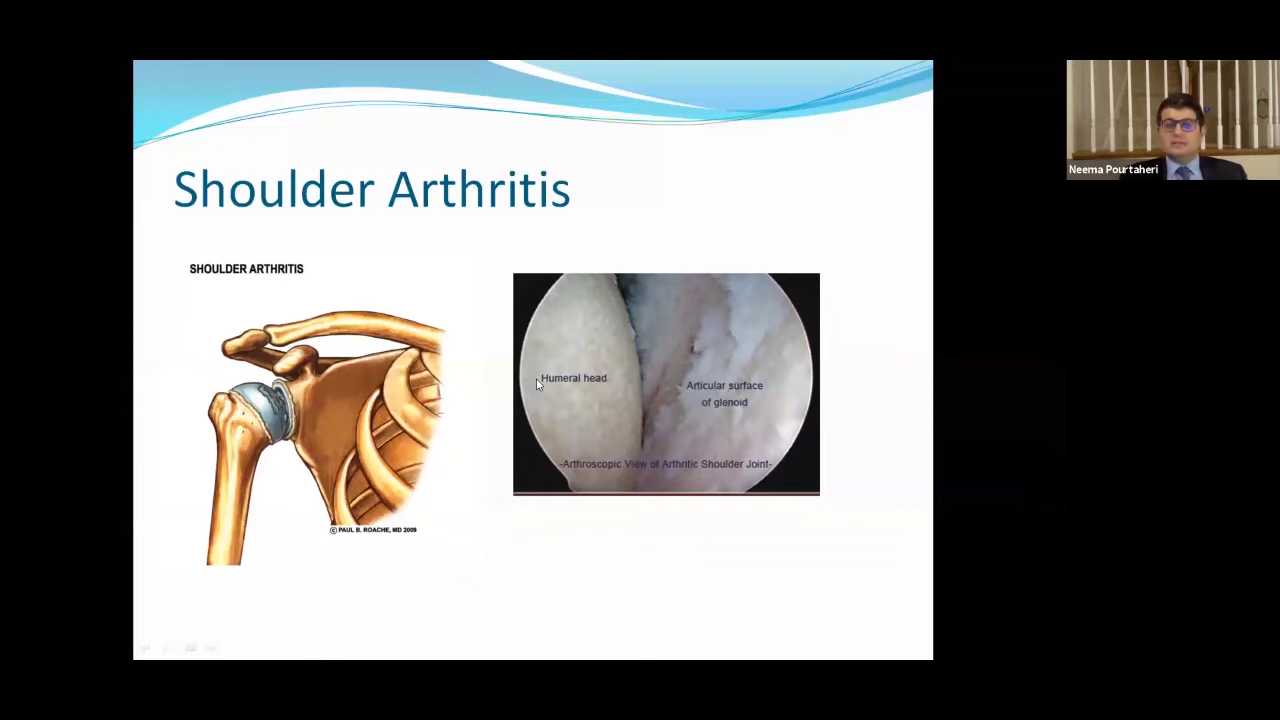 Shoulder Arthritis
SHOULDER ARTHRITIS
© PAUL B. ROACHE, MD 2009
Humeral head
Articular surface
of glenoid
-Arthroscopic View of Arthritic Shoulder Joint-
Neema Pourtaheri